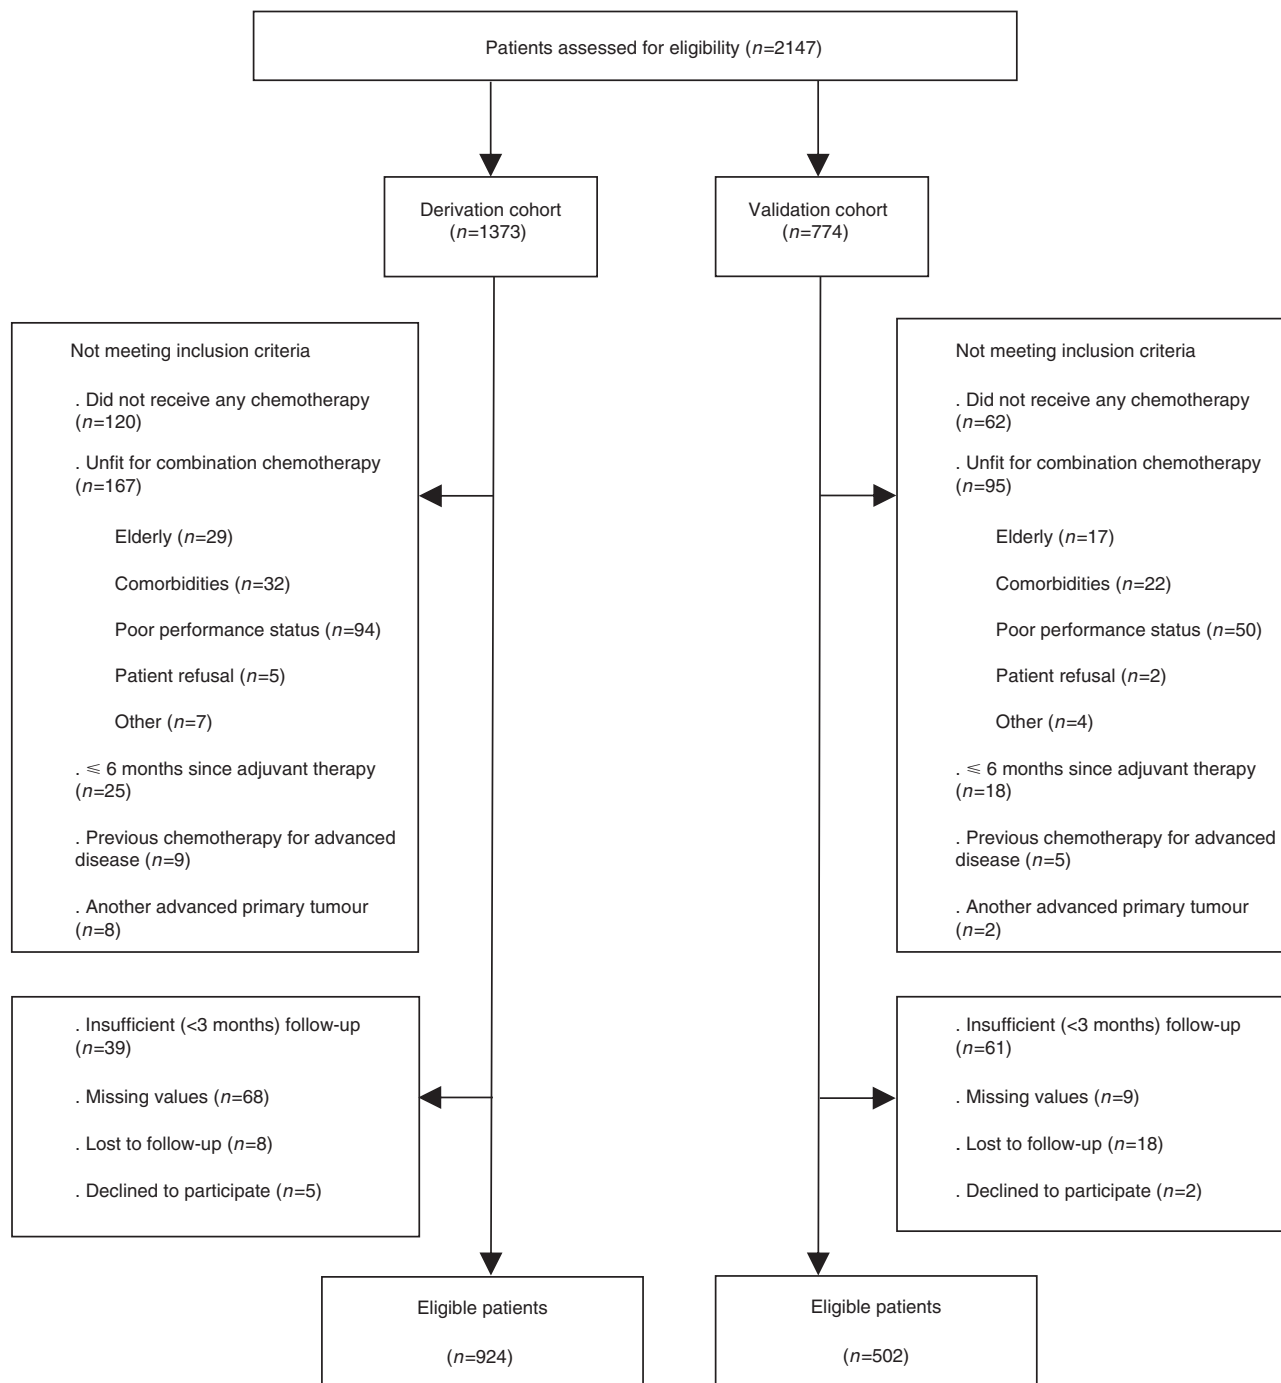 Patients assessed for eligibility (n=2147)
Derivation cohort
(n=1373)
Validation cohort
(n=774)
Not meeting inclusion criteria
. Did not receive any chemotherapy
(n=120)
. Unfit for combination chemotherapy
(n=167)
Elderly (n=29)
Comorbidities (n=32)
Poor performance status (n=94)
Patient refusal (n=5)
Other (n=7)
. ≤ 6 months since adjuvant therapy
(n=25)
. Previous chemotherapy for advanced
disease (n=9)
. Another advanced primary tumour
(n=8)
Not meeting inclusion criteria
. Did not receive any chemotherapy
(n=62)
. Unfit for combination chemotherapy
(n=95)
Elderly (n=17)
Comorbidities (n=22)
Poor performance status (n=50)
Patient refusal (n=2)
Other (n=4)
. ≤ 6 months since adjuvant therapy
(n=18)
. Previous chemotherapy for advanced
disease (n=5)
. Another advanced primary tumour
(n=2)
. Insufficient (<3 months) follow-up
(n=39)
. Missing values (n=68)
. Lost to follow-up (n=8)
. Declined to participate (n=5)
. Insufficient (<3 months) follow-up
(n=61)
. Missing values (n=9)
. Lost to follow-up (n=18)
. Declined to participate (n=2)
Eligible patients
(n=924)
Eligible patients
(n=502)